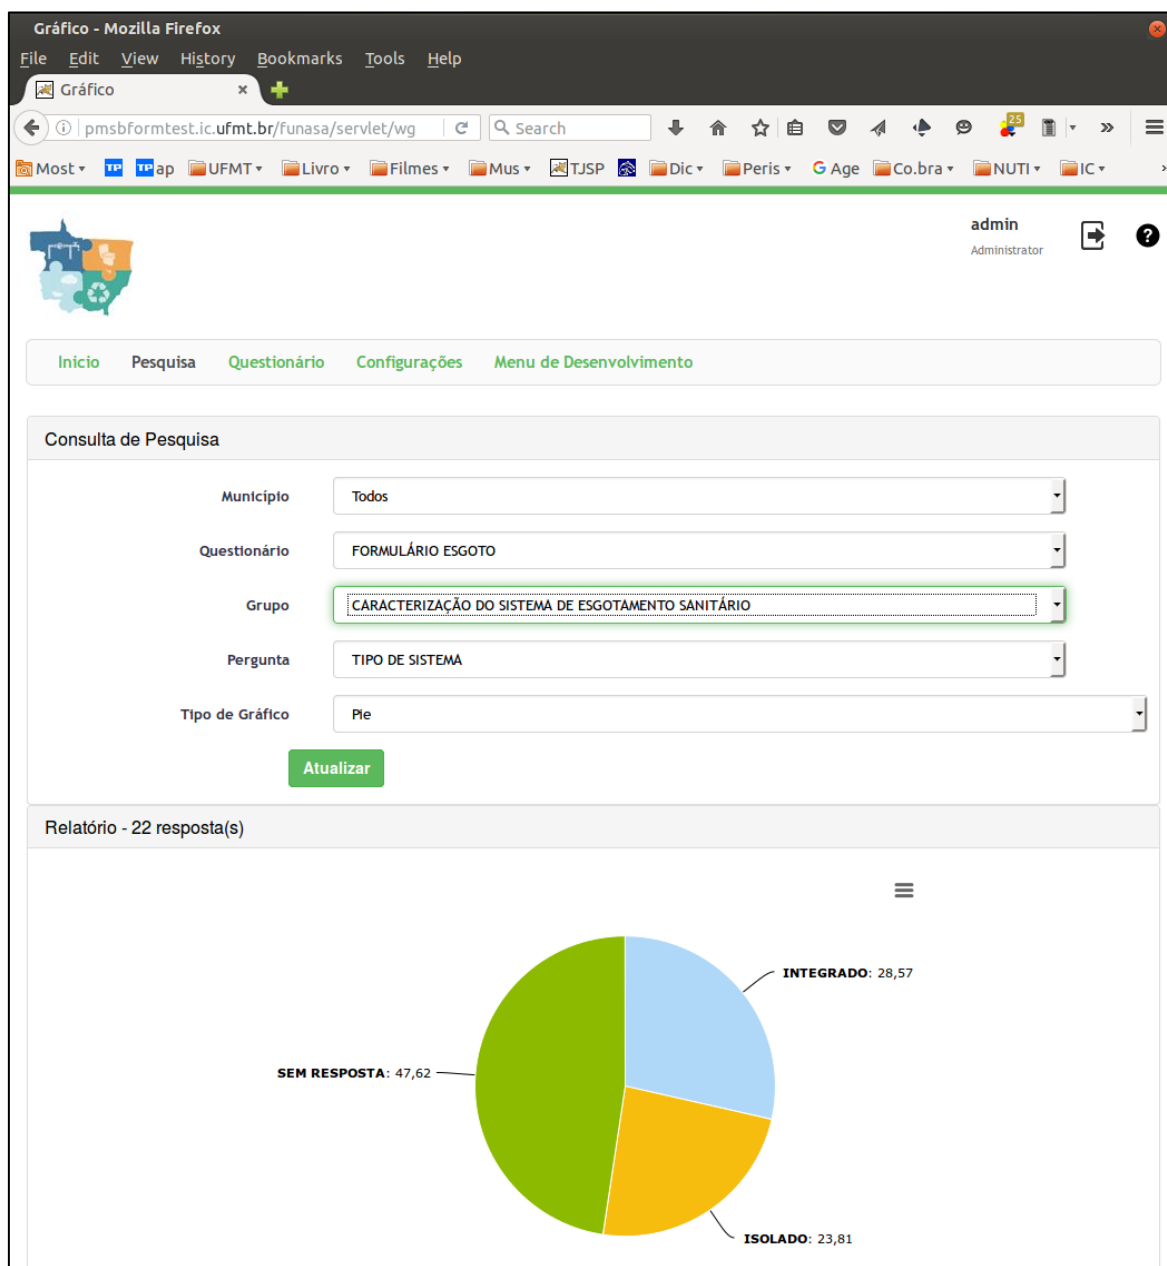 Gráfico - Mozilla Firefox
File Edit View History Bookmarks Tools Help
Gráfico
pmsbformtest.ic.ufmt.br/funasa/servlet/wg Search 25
Most TP TP ap UFMT Livro Filmes Mus TJSP Dic Peris G Age Co.bra NUTI IC
admin
Administrator
Inicio Pesquisa Questionário Configurações Menu de Desenvolvimento
Consulta de Pesquisa
Município Todos
Questionário FORMULÁRIO ESGOTO
Grupo CARACTERIZAÇÃO DO SISTEMA DE ESGOTAMENTO SANITÁRIO
Pergunta TIPO DE SISTEMA
Tipo de Gráfico Pie
Atualizar
Relatório - 22 resposta(s)
INTEGRADO: 28,57
SEM RESPOSTA: 47,62
ISOLADO: 23,81